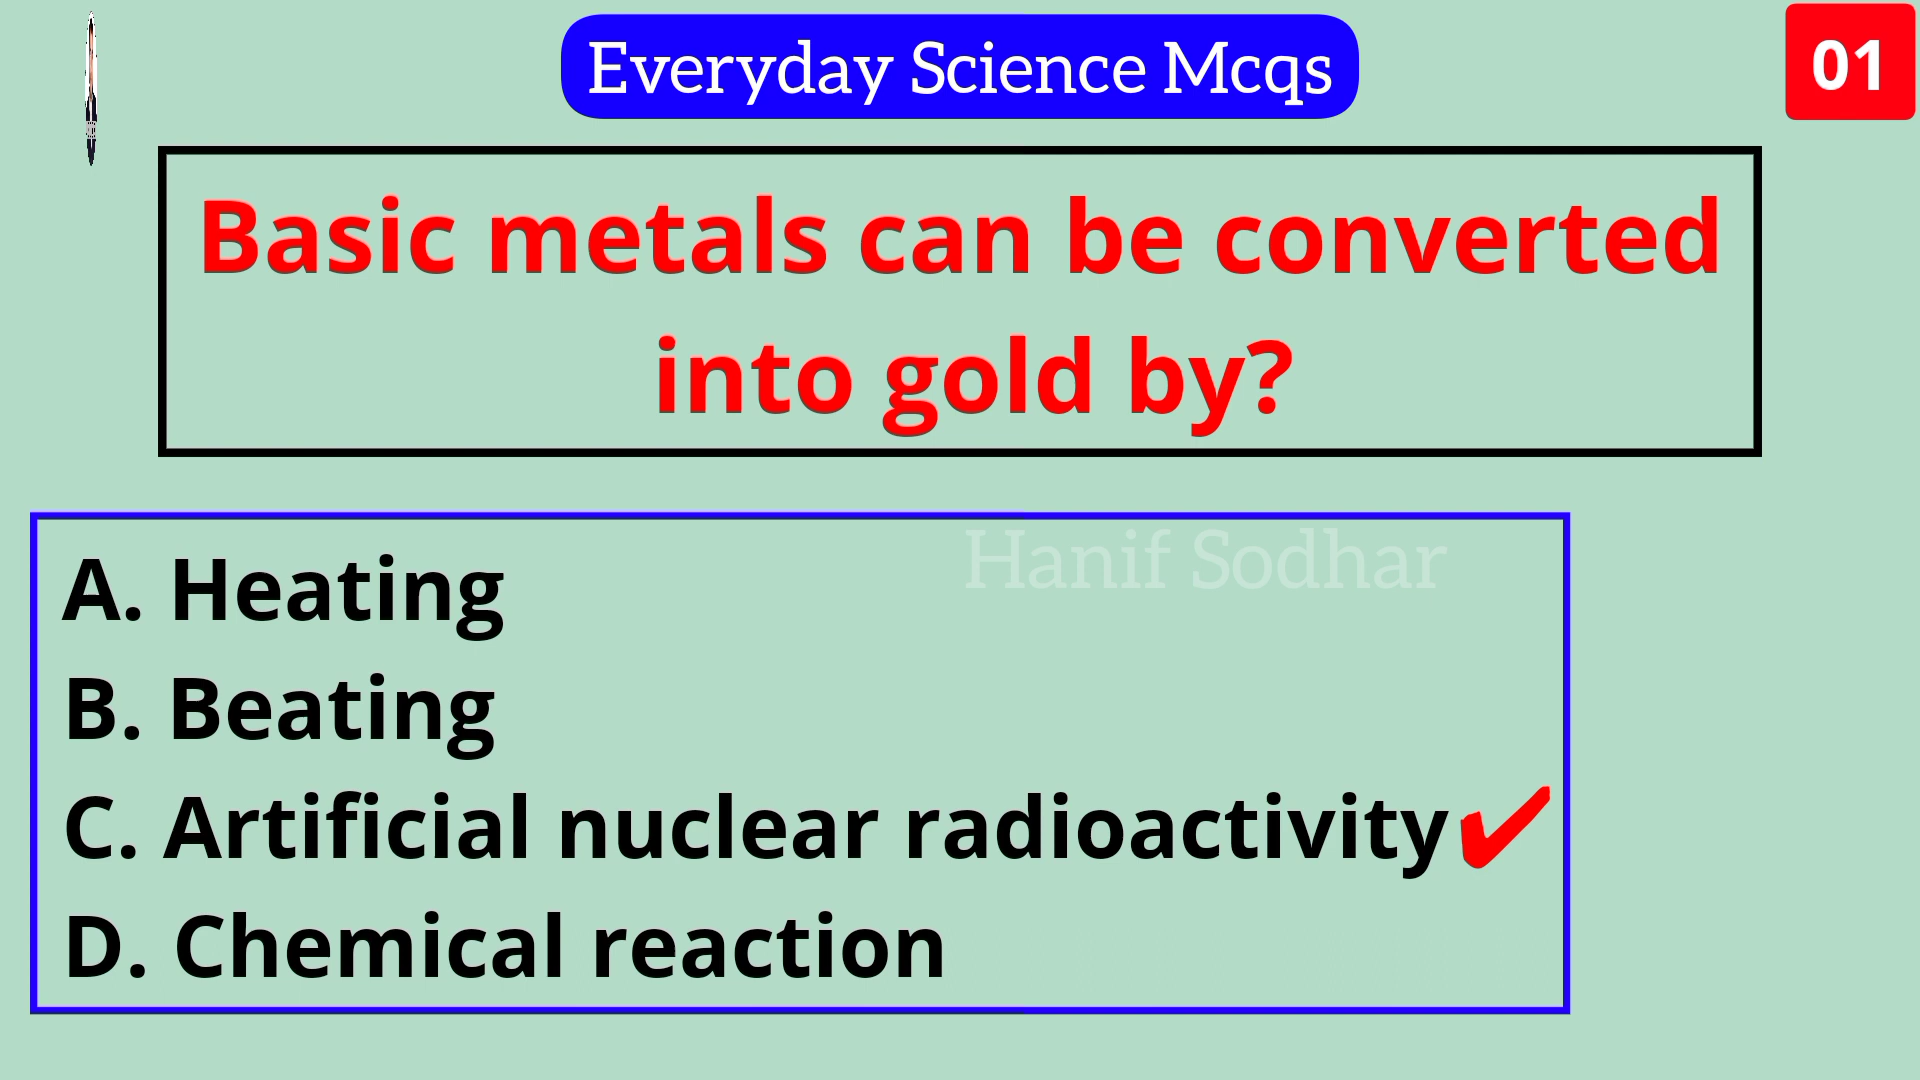 Everyday Science Mcqs
01
Basic metals can be converted
into gold by?
Hanif Sodhar
A. Heating
B. Beating
C. Artificial nuclear radioactivity✔
D. Chemical reaction